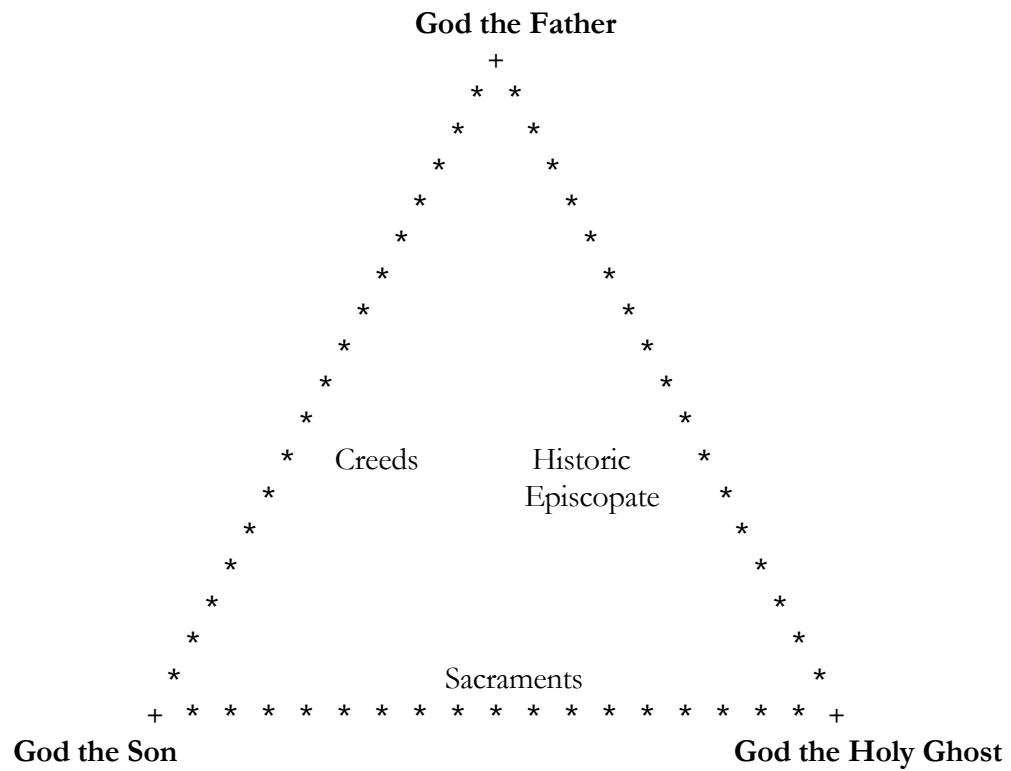 God the Father
+
* *
* *
* *
* *
* *
* *
* *
* *
* *
* *
* Creeds Historic *
* Episcopate *
* *
* *
* *
* *
* Sacraments *
+ * * * * * * * * * * * * * * * * * +
God the Son God the Holy Ghost